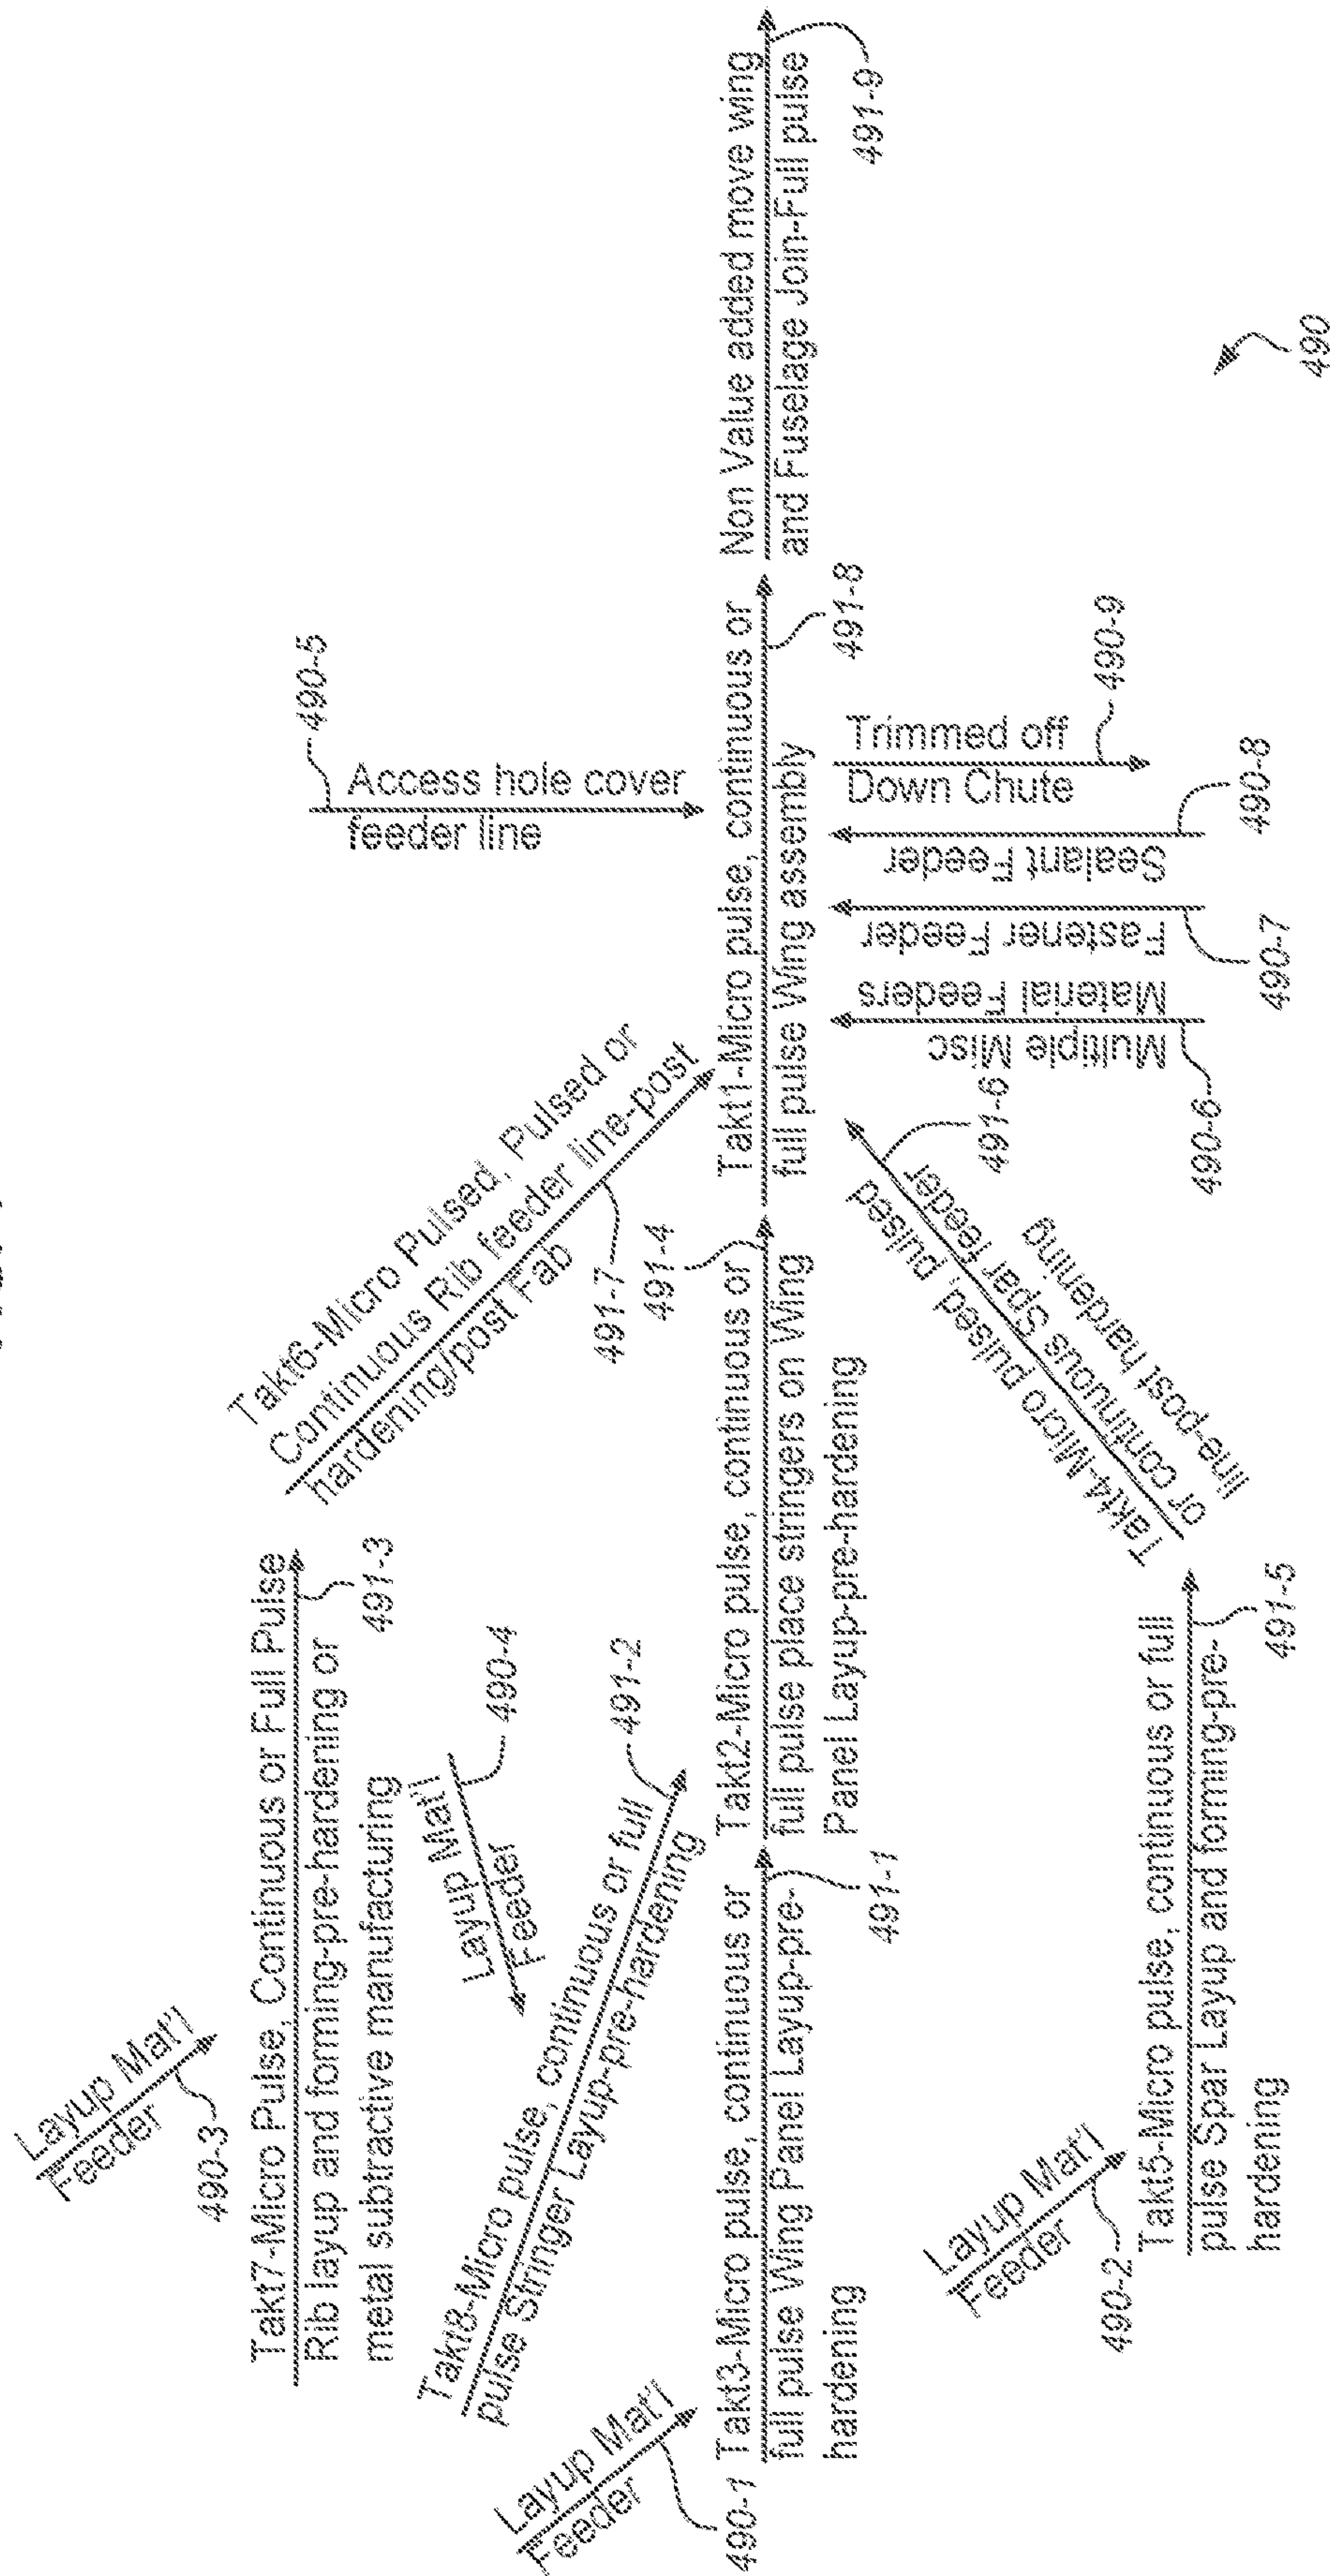 Layup Mat'l
Feeder
490-3
Takt7-Micro Pulse, Continuous or Full Pulse
Rib layup and forming-pre-hardening or
metal subtractive manufacturing
491-3
Takt6-Micro Pulsed, Pulsed or
Continuous Rib feeder line-post
hardening/post Fab
491-7
490-5
Access hole cover
feeder line
Layup Mat'l
Feeder
490-4
Takt8-Micro pulse, continuous or full
pulse Stringer Layup-pre-hardening
491-2
Layup Mat'l
Feeder
490-1
Takt3-Micro pulse, continuous or
full pulse Wing Panel Layup-pre-
hardening
491-1
Takt2-Micro pulse, continuous or
full pulse place stringers on Wing
Panel Layup-pre-hardening
491-4
Takt1-Micro pulse, continuous or
full pulse Wing assembly
491-8
Non Value added move wing
and Fuselage Join-Full pulse
491-9
Layup Mat'l
Feeder
490-2
Takt5-Micro pulse, continuous or full
pulse Spar Layup and forming-pre-
hardening
491-5
Takt4-Micro pulsed, pulsed
or continuous Spar feeder
line-post hardening
491-6
Multiple Misc
Material Feeders
490-6
Fastener Feeder
490-7
Sealant Feeder
490-8
Trimmed off
Down Chute
490-9
490